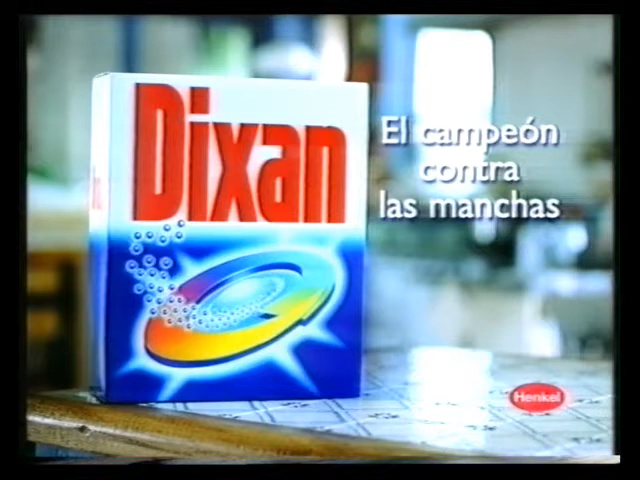 Dixan
El campeón
contra
las manchas
Henkel